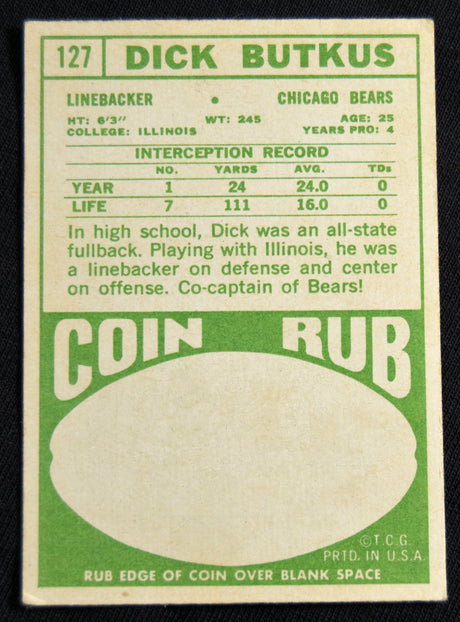 127 DICK BUTKUS
LINEBACKER • CHICAGO BEARS
HT: 6'3" WT: 245 AGE: 25
COLLEGE: ILLINOIS YEARS PRO: 4
INTERCEPTION RECORD
NO. YARDS AVG. TDs
YEAR 1 24 24.0 0
LIFE 7 111 16.0 0
In high school, Dick was an all-state
fullback. Playing with Illinois, he was
a linebacker on defense and center
on offense. Co-captain of Bears!
COIN RUB
©T.C.G.
PRTD. IN U.S.A.
RUB EDGE OF COIN OVER BLANK SPACE